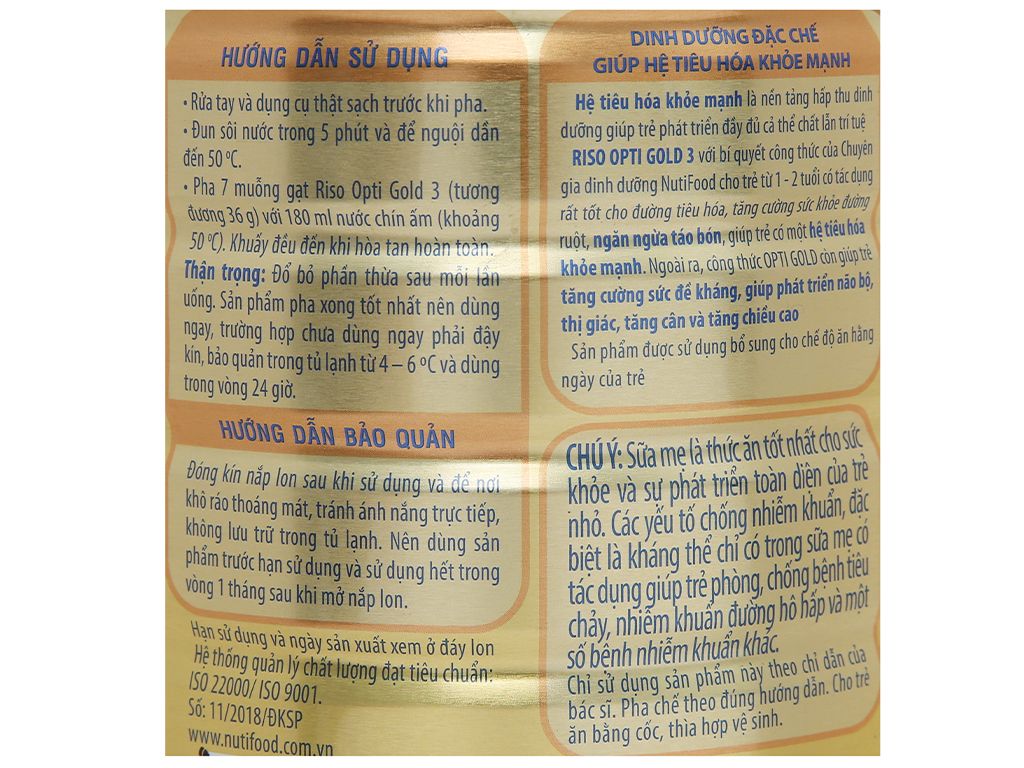 HƯỚNG DẪN SỬ DỤNG
• Rửa tay và dụng cụ thật sạch trước khi pha.
• Đun sôi nước trong 5 phút và để nguội dần
đến 50 ºC.
• Pha 7 muỗng gạt Riso Opti Gold 3 (tương
đương 36 g) với 180 ml nước chín ấm (khoảng
50 ºC). Khuấy đều đến khi hòa tan hoàn toàn.
Thận trọng: Đổ bỏ phần thừa sau mỗi lần
uống. Sản phẩm pha xong tốt nhất nên dùng
ngay, trường hợp chưa dùng ngay phải đậy
kín, bảo quản trong tủ lạnh từ 4 – 6 ºC và dùng
trong vòng 24 giờ.
HƯỚNG DẪN BẢO QUẢN
Đóng kín nắp lon sau khi sử dụng và để nơi
khô ráo thoáng mát, tránh ánh nắng trực tiếp,
không lưu trữ trong tủ lạnh. Nên dùng sản
phẩm trước hạn sử dụng và sử dụng hết trong
vòng 1 tháng sau khi mở nắp lon.
Hạn sử dụng và ngày sản xuất xem ở đáy lon
Hệ thống quản lý chất lượng đạt tiêu chuẩn:
ISO 22000/ ISO 9001.
Số: 11/2018/ĐKSP
www.nutifood.com.vn
DINH DƯỠNG ĐẶC CHẾ
GIÚP HỆ TIÊU HÓA KHỎE MẠNH
Hệ tiêu hóa khỏe mạnh là nền tảng hấp thu dinh
dưỡng giúp trẻ phát triển đầy đủ cả thể chất lẫn trí tuệ
RISO OPTI GOLD 3 với bí quyết công thức của Chuyên
gia dinh dưỡng NutiFood cho trẻ từ 1 - 2 tuổi có tác dụng
rất tốt cho đường tiêu hóa, tăng cường sức khỏe đường
ruột, ngăn ngừa táo bón, giúp trẻ có một hệ tiêu hóa
khỏe mạnh. Ngoài ra, công thức OPTI GOLD còn giúp trẻ
tăng cường sức đề kháng, giúp phát triển não bộ,
thị giác, tăng cân và tăng chiều cao
Sản phẩm được sử dụng bổ sung cho chế độ ăn hằng
ngày của trẻ
CHÚ Ý: Sữa mẹ là thức ăn tốt nhất cho sức
khỏe và sự phát triển toàn diện của trẻ
nhỏ. Các yếu tố chống nhiễm khuẩn, đặc
biệt là kháng thể chỉ có trong sữa mẹ có
tác dụng giúp trẻ phòng, chống bệnh tiêu
chảy, nhiễm khuẩn đường hô hấp và một
số bệnh nhiễm khuẩn khác.
Chỉ sử dụng sản phẩm này theo chỉ dẫn của
bác sĩ. Pha chế theo đúng hướng dẫn. Cho trẻ
ăn bằng cốc, thìa hợp vệ sinh.